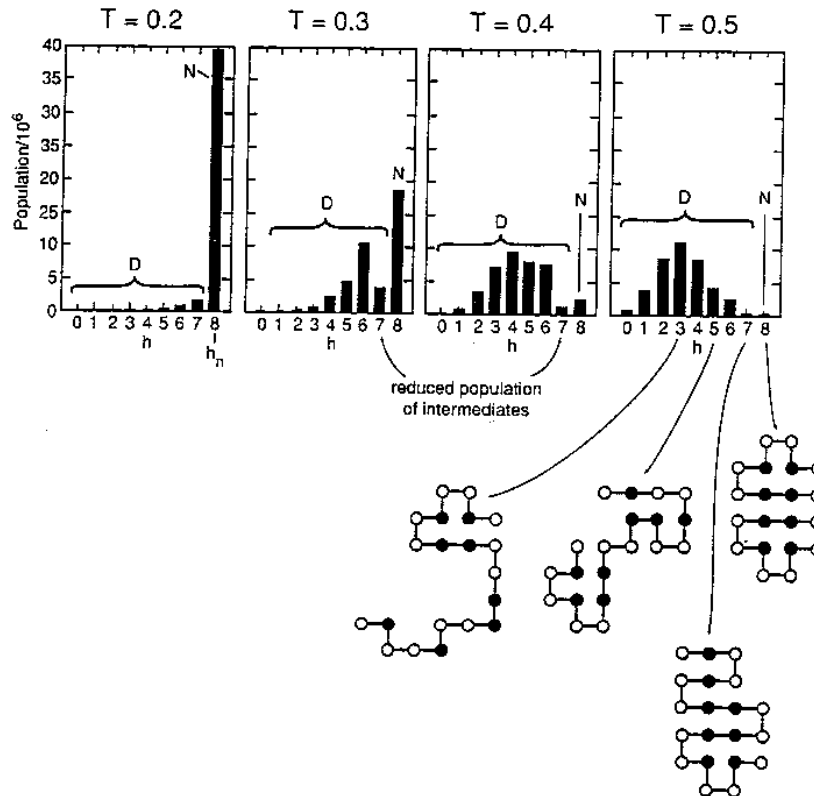 T = 0.2 T = 0.3 T = 0.4 T = 0.5
Population/10⁶
40
35
30
25
20
15
10
5
0
N
D
0 1 2 3 4 5 6 7 8
h
hₙ
N
D
0 1 2 3 4 5 6 7 8
h
N
D
0 1 2 3 4 5 6 7 8
h
N
D
0 1 2 3 4 5 6 7 8
h
reduced population
of intermediates